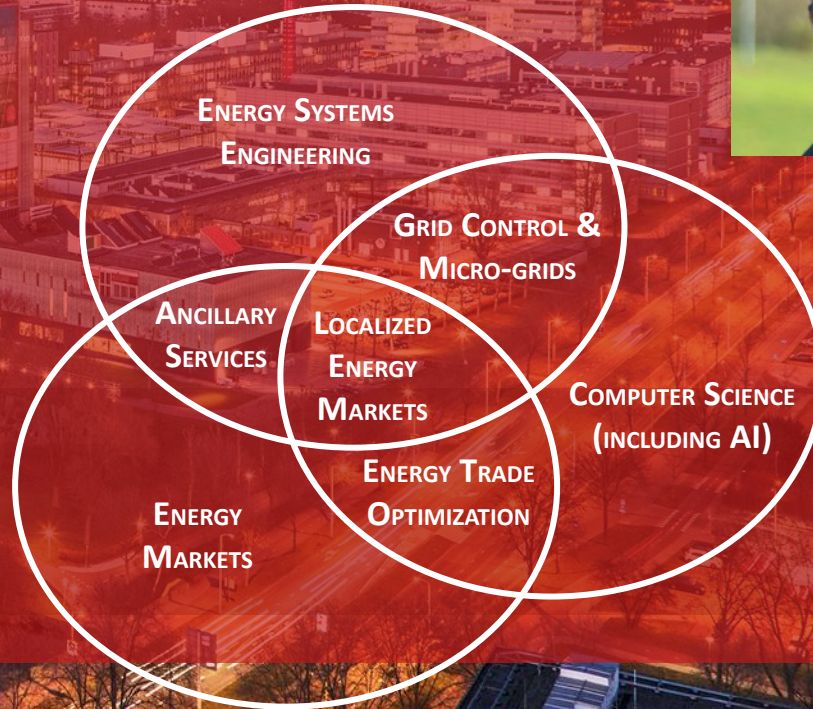 Energy Systems
Engineering
Grid Control &
Micro-grids
Ancillary
Services
Localized
Energy
Markets
Computer Science
(including AI)
Energy Trade
Optimization
Energy
Markets